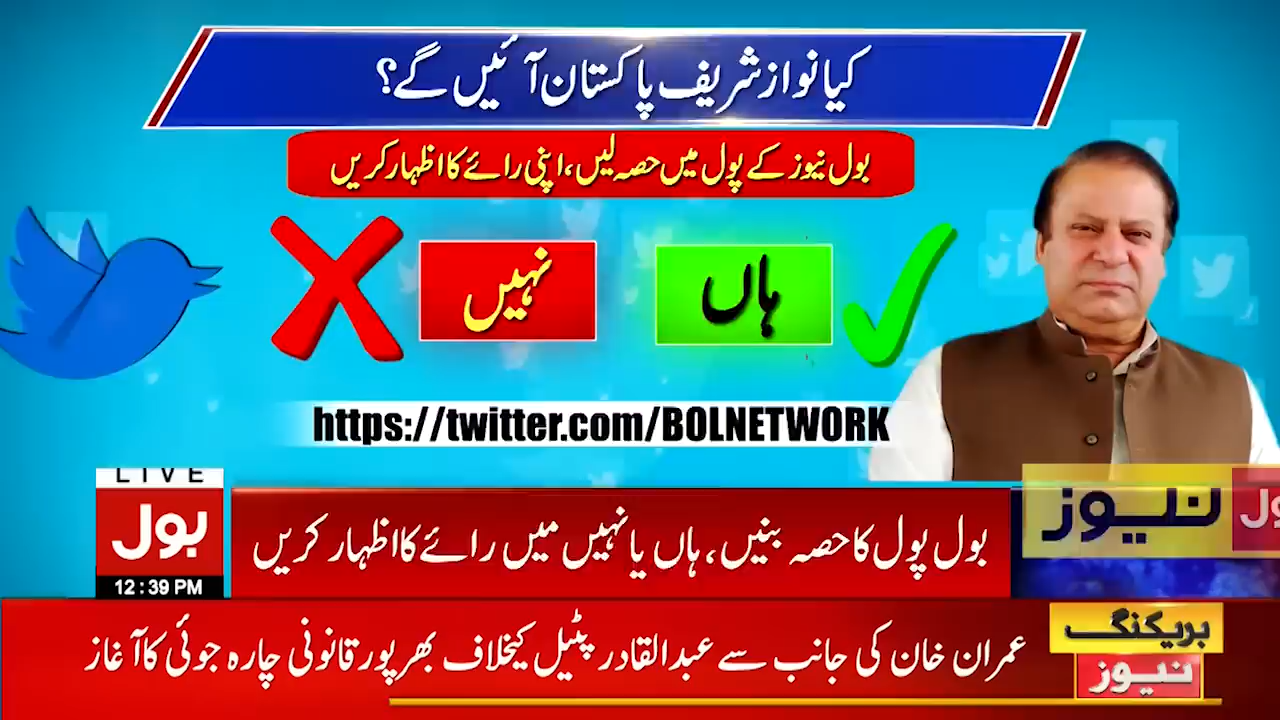 کیا نواز شریف پاکستان آئیں گے؟
بول نیوز کے پول میں حصہ لیں، اپنی رائے کا اظہار کریں
ہاں
نہیں
https://twitter.com/BOLNETWORK
LIVE
بول
12:39 PM
بول پول کا حصہ بنیں، ہاں یا نہیں میں رائے کا اظہار کریں
نیوز
بول
عمران خان کی جانب سے عبدالقادر پٹیل کیخلاف بھرپور قانونی چارہ جوئی کا آغاز
بریکنگ
نیوز